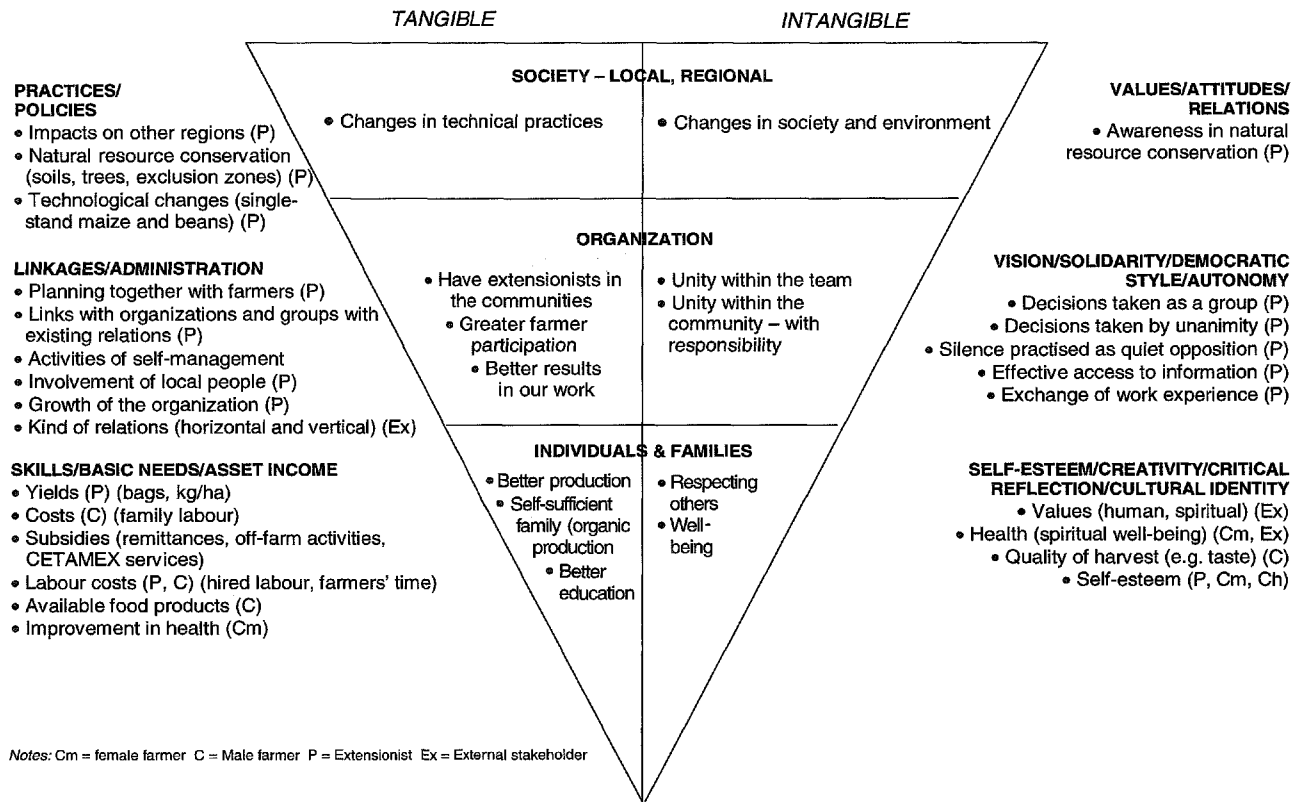 TANGIBLE
INTANGIBLE
SOCIETY – LOCAL, REGIONAL
• Changes in technical practices
• Changes in society and environment
PRACTICES/
POLICIES
• Impacts on other regions (P)
• Natural resource conservation
(soils, trees, exclusion zones) (P)
• Technological changes (single-
stand maize and beans) (P)
VALUES/ATTITUDES/
RELATIONS
• Awareness in natural
resource conservation (P)
ORGANIZATION
• Have extensionists in
the communities
• Greater farmer
participation
• Better results
in our work
• Unity within the team
• Unity within the
community – with
responsibility
LINKAGES/ADMINISTRATION
• Planning together with farmers (P)
• Links with organizations and groups with
existing relations (P)
• Activities of self-management
• Involvement of local people (P)
• Growth of the organization (P)
• Kind of relations (horizontal and vertical) (Ex)
VISION/SOLIDARITY/DEMOCRATIC
STYLE/AUTONOMY
• Decisions taken as a group (P)
• Decisions taken by unanimity (P)
• Silence practised as quiet opposition (P)
• Effective access to information (P)
• Exchange of work experience (P)
INDIVIDUALS & FAMILIES
• Better production
• Self-sufficient
family (organic
production
• Better
education
• Respecting
others
• Well-
being
SKILLS/BASIC NEEDS/ASSET INCOME
• Yields (P) (bags, kg/ha)
• Costs (C) (family labour)
• Subsidies (remittances, off-farm activities,
CETAMEX services)
• Labour costs (P, C) (hired labour, farmers' time)
• Available food products (C)
• Improvement in health (Cm)
SELF-ESTEEM/CREATIVITY/CRITICAL
REFLECTION/CULTURAL IDENTITY
• Values (human, spiritual) (Ex)
• Health (spiritual well-being) (Cm, Ex)
• Quality of harvest (e.g. taste) (C)
• Self-esteem (P, Cm, Ch)
Notes: Cm = female farmer C = Male farmer P = Extensionist Ex = External stakeholder